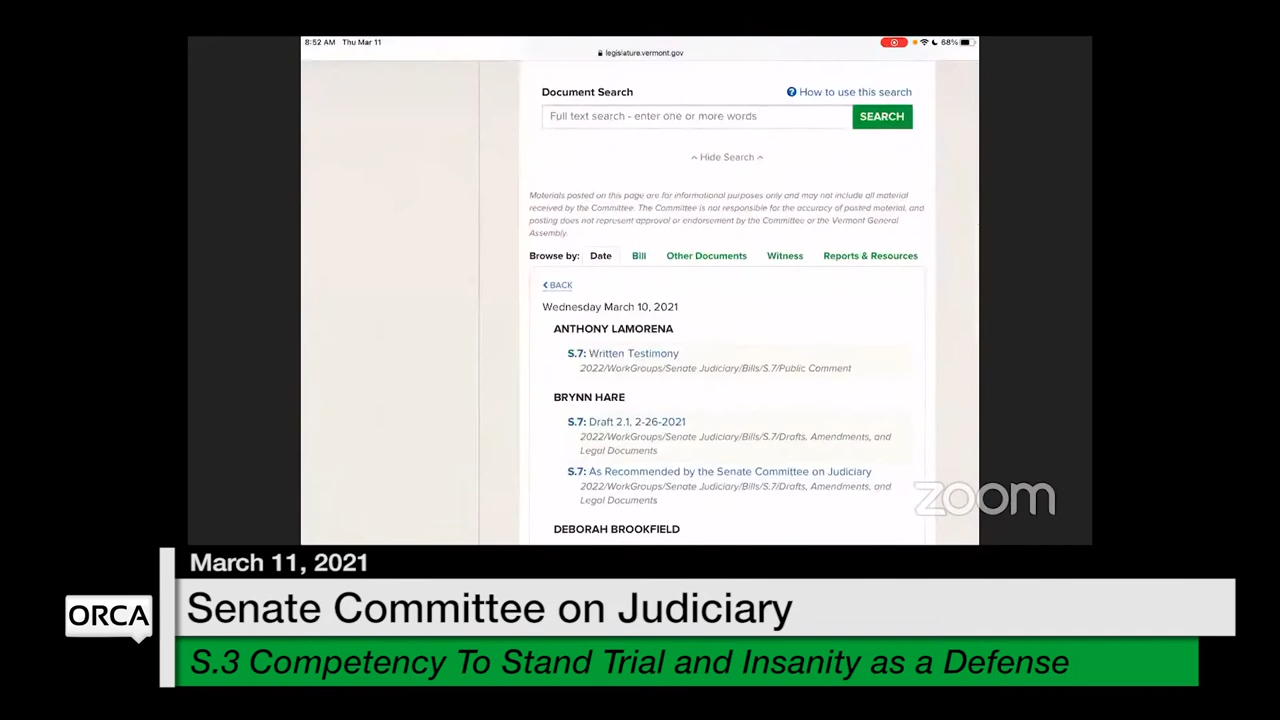 8:52 AM Thu Mar 11
68%
legislature.vermont.gov
Document Search
? How to use this search
Full text search - enter one or more words
SEARCH
Hide Search
Materials posted on this page are for informational purposes only and may not include all material
received by the Committee. The Committee is not responsible for the accuracy of posted material, and
posting does not represent approval or endorsement by the Committee or the Vermont General
Assembly.
Browse by: Date Bill Other Documents Witness Reports & Resources
BACK
Wednesday March 10, 2021
ANTHONY LAMORENA
S.7: Written Testimony
2022/WorkGroups/Senate Judiciary/Bills/S.7/Public Comment
BRYNN HARE
S.7: Draft 2.1, 2-26-2021
2022/WorkGroups/Senate Judiciary/Bills/S.7/Drafts, Amendments, and
Legal Documents
S.7: As Recommended by the Senate Committee on Judiciary
2022/WorkGroups/Senate Judiciary/Bills/S.7/Drafts, Amendments, and
Legal Documents
DEBORAH BROOKFIELD
zoom
March 11, 2021
ORCA
Senate Committee on Judiciary
S.3 Competency To Stand Trial and Insanity as a Defense